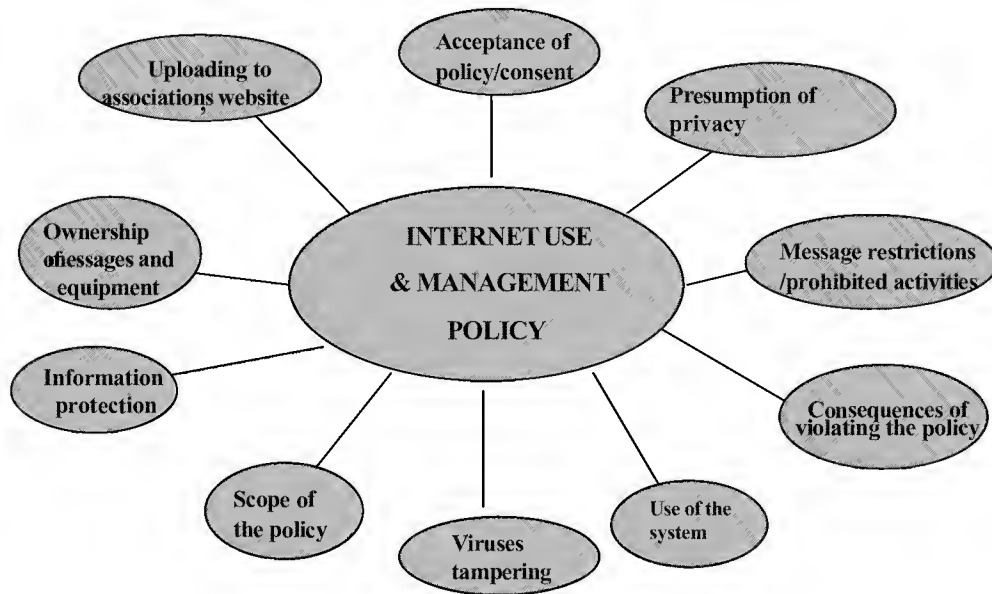 Acceptance of
policy/consent
Uploading to
associations, website
Presumption of
privacy
INTERNET USE
& MANAGEMENT
POLICY
Ownership
ofmessages and
equipment
Message restrictions
/prohibited activities
Information
protection
Consequences of
violating the policy
Scope of
the policy
Use of the
system
Viruses
tampering